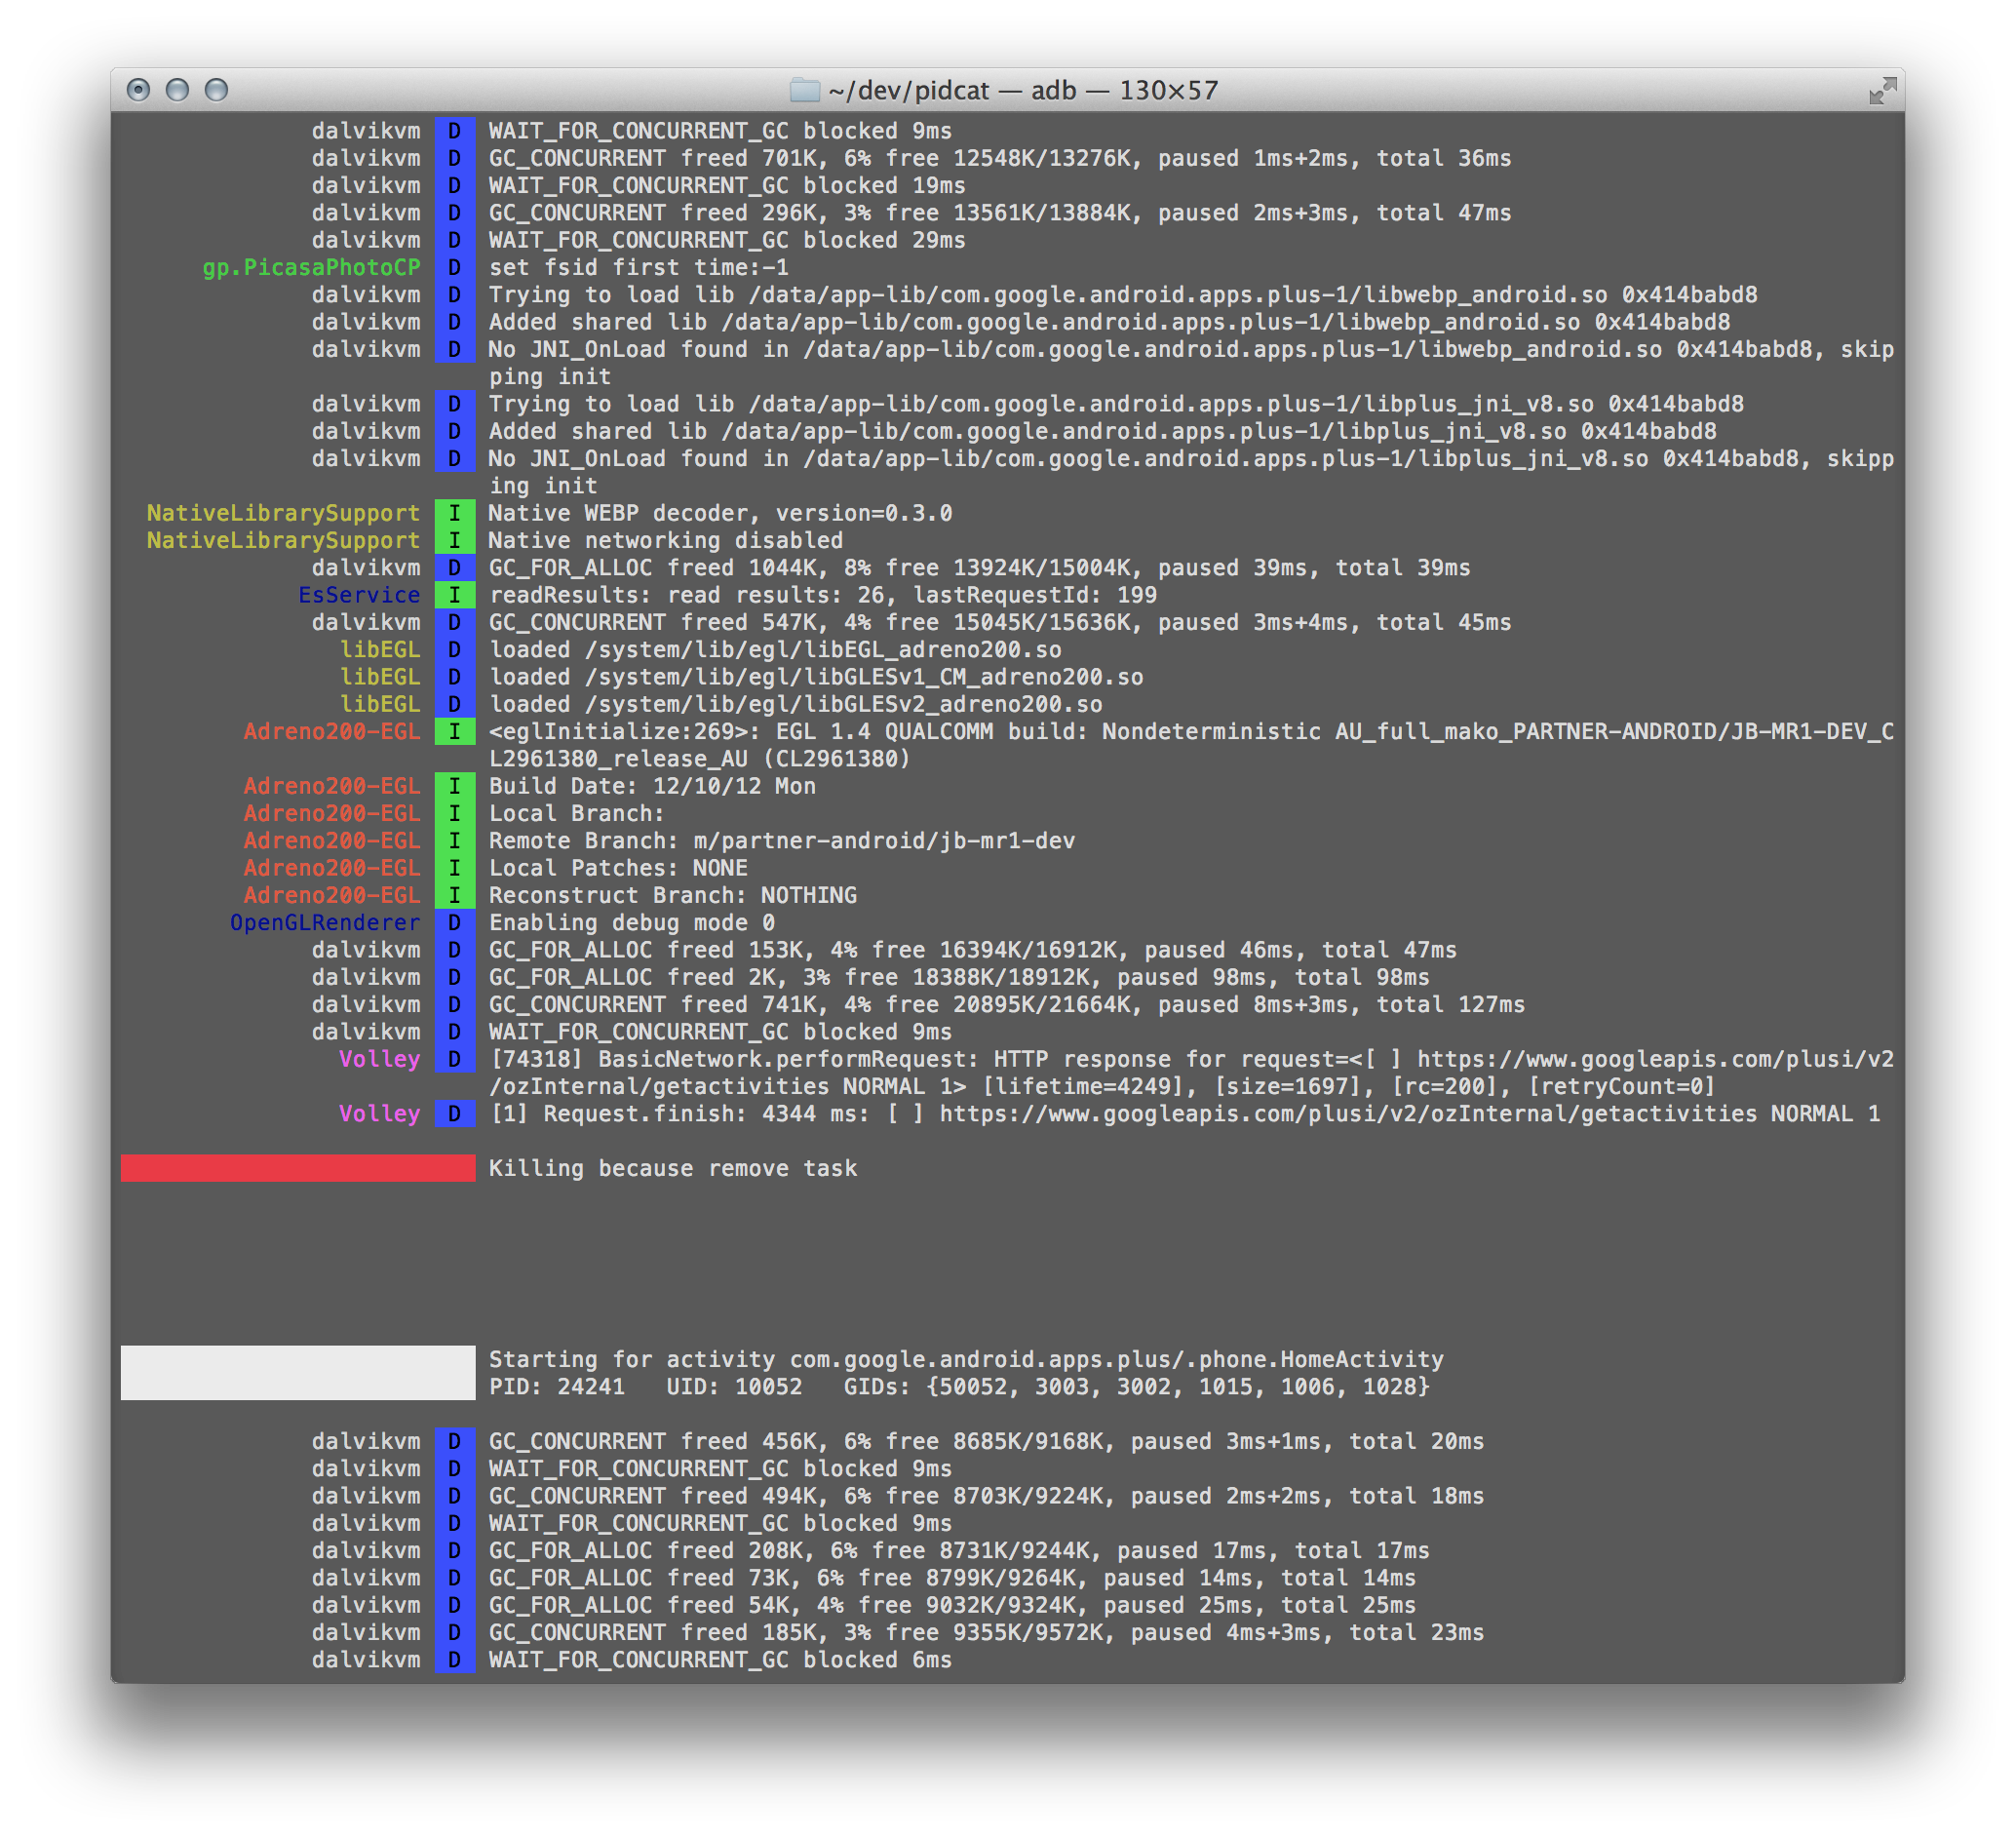 ~/dev/pidcat — adb — 130×57
dalvikvm D WAIT_FOR_CONCURRENT_GC blocked 9ms
dalvikvm D GC_CONCURRENT freed 701K, 6% free 12548K/13276K, paused 1ms+2ms, total 36ms
dalvikvm D WAIT_FOR_CONCURRENT_GC blocked 19ms
dalvikvm D GC_CONCURRENT freed 296K, 3% free 13561K/13884K, paused 2ms+3ms, total 47ms
dalvikvm D WAIT_FOR_CONCURRENT_GC blocked 29ms
gp.PicasaPhotoCP D set fsid first time:-1
dalvikvm D Trying to load lib /data/app-lib/com.google.android.apps.plus-1/libwebp_android.so 0x414babd8
dalvikvm D Added shared lib /data/app-lib/com.google.android.apps.plus-1/libwebp_android.so 0x414babd8
dalvikvm D No JNI_OnLoad found in /data/app-lib/com.google.android.apps.plus-1/libwebp_android.so 0x414babd8, skip
ping init
dalvikvm D Trying to load lib /data/app-lib/com.google.android.apps.plus-1/libplus_jni_v8.so 0x414babd8
dalvikvm D Added shared lib /data/app-lib/com.google.android.apps.plus-1/libplus_jni_v8.so 0x414babd8
dalvikvm D No JNI_OnLoad found in /data/app-lib/com.google.android.apps.plus-1/libplus_jni_v8.so 0x414babd8, skipp
ing init
NativeLibrarySupport I Native WEBP decoder, version=0.3.0
NativeLibrarySupport I Native networking disabled
dalvikvm D GC_FOR_ALLOC freed 1044K, 8% free 13924K/15004K, paused 39ms, total 39ms
EsService I readResults: read results: 26, lastRequestId: 199
dalvikvm D GC_CONCURRENT freed 547K, 4% free 15045K/15636K, paused 3ms+4ms, total 45ms
libEGL D loaded /system/lib/egl/libEGL_adreno200.so
libEGL D loaded /system/lib/egl/libGLESv1_CM_adreno200.so
libEGL D loaded /system/lib/egl/libGLESv2_adreno200.so
Adreno200-EGL I <eglInitialize:269>: EGL 1.4 QUALCOMM build: Nondeterministic AU_full_mako_PARTNER-ANDROID/JB-MR1-DEV_C
L2961380_release_AU (CL2961380)
Adreno200-EGL I Build Date: 12/10/12 Mon
Adreno200-EGL I Local Branch:
Adreno200-EGL I Remote Branch: m/partner-android/jb-mr1-dev
Adreno200-EGL I Local Patches: NONE
Adreno200-EGL I Reconstruct Branch: NOTHING
OpenGLRenderer D Enabling debug mode 0
dalvikvm D GC_FOR_ALLOC freed 153K, 4% free 16394K/16912K, paused 46ms, total 47ms
dalvikvm D GC_FOR_ALLOC freed 2K, 3% free 18388K/18912K, paused 98ms, total 98ms
dalvikvm D GC_CONCURRENT freed 741K, 4% free 20895K/21664K, paused 8ms+3ms, total 127ms
dalvikvm D WAIT_FOR_CONCURRENT_GC blocked 9ms
Volley D [74318] BasicNetwork.performRequest: HTTP response for request=<[ ] https://www.googleapis.com/plusi/v2
/ozInternal/getactivities NORMAL 1> [lifetime=4249], [size=1697], [rc=200], [retryCount=0]
Volley D [1] Request.finish: 4344 ms: [ ] https://www.googleapis.com/plusi/v2/ozInternal/getactivities NORMAL 1
Killing because remove task
Starting for activity com.google.android.apps.plus/.phone.HomeActivity
PID: 24241 UID: 10052 GIDs: {50052, 3003, 3002, 1015, 1006, 1028}
dalvikvm D GC_CONCURRENT freed 456K, 6% free 8685K/9168K, paused 3ms+1ms, total 20ms
dalvikvm D WAIT_FOR_CONCURRENT_GC blocked 9ms
dalvikvm D GC_CONCURRENT freed 494K, 6% free 8703K/9224K, paused 2ms+2ms, total 18ms
dalvikvm D WAIT_FOR_CONCURRENT_GC blocked 9ms
dalvikvm D GC_FOR_ALLOC freed 208K, 6% free 8731K/9244K, paused 17ms, total 17ms
dalvikvm D GC_FOR_ALLOC freed 73K, 6% free 8799K/9264K, paused 14ms, total 14ms
dalvikvm D GC_FOR_ALLOC freed 54K, 4% free 9032K/9324K, paused 25ms, total 25ms
dalvikvm D GC_CONCURRENT freed 185K, 3% free 9355K/9572K, paused 4ms+3ms, total 23ms
dalvikvm D WAIT_FOR_CONCURRENT_GC blocked 6ms